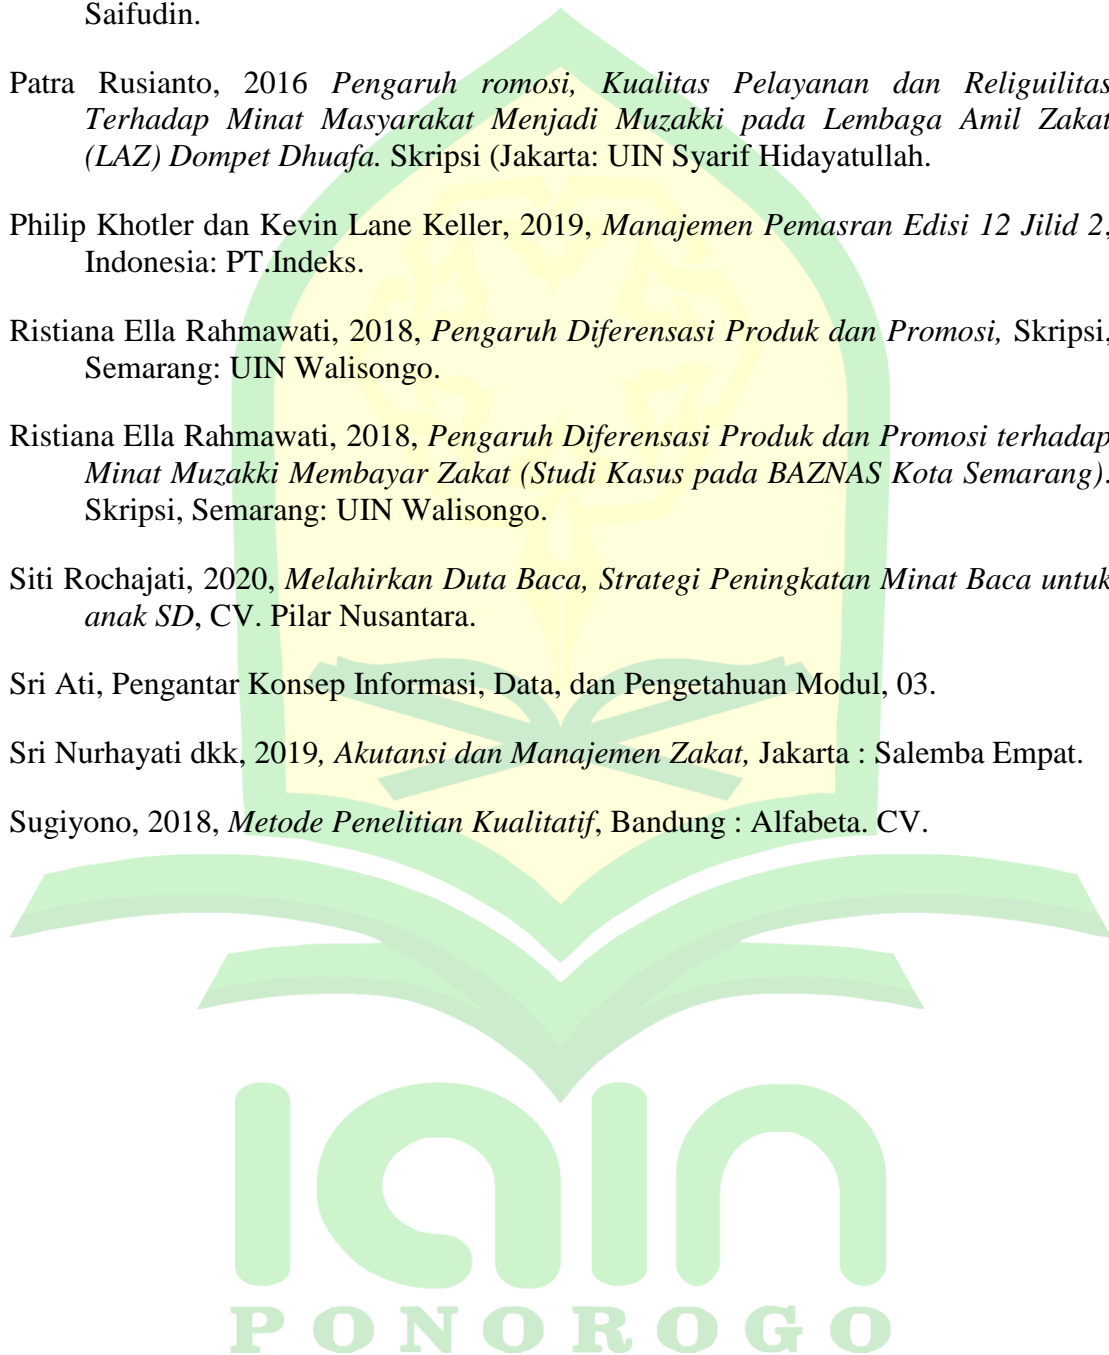 Saifudin.
Patra Rusianto, 2016 Pengaruh romosi, Kualitas Pelayanan dan Religuilitas
Terhadap Minat Masyarakat Menjadi Muzakki pada Lembaga Amil Zakat
(LAZ) Dompet Dhuafa. Skripsi (Jakarta: UIN Syarif Hidayatullah.
Philip Khotler dan Kevin Lane Keller, 2019, Manajemen Pemasran Edisi 12 Jilid 2,
Indonesia: PT.Indeks.
Ristiana Ella Rahmawati, 2018, Pengaruh Diferensasi Produk dan Promosi, Skripsi,
Semarang: UIN Walisongo.
Ristiana Ella Rahmawati, 2018, Pengaruh Diferensasi Produk dan Promosi terhadap
Minat Muzakki Membayar Zakat (Studi Kasus pada BAZNAS Kota Semarang).
Skripsi, Semarang: UIN Walisongo.
Siti Rochajati, 2020, Melahirkan Duta Baca, Strategi Peningkatan Minat Baca untuk
anak SD, CV. Pilar Nusantara.
Sri Ati, Pengantar Konsep Informasi, Data, dan Pengetahuan Modul, 03.
Sri Nurhayati dkk, 2019, Akutansi dan Manajemen Zakat, Jakarta : Salemba Empat.
Sugiyono, 2018, Metode Penelitian Kualitatif, Bandung : Alfabeta. CV.
iain
PONOROGO